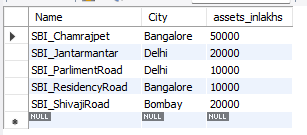 Name City assets_inlakhs
SBI_Chamrajpet Bangalore 50000
SBI_Jantarmantar Delhi 20000
SBI_ParlimentRoad Delhi 10000
SBI_ResidencyRoad Bangalore 10000
SBI_ShivajiRoad Bombay 20000
NULL NULL NULL